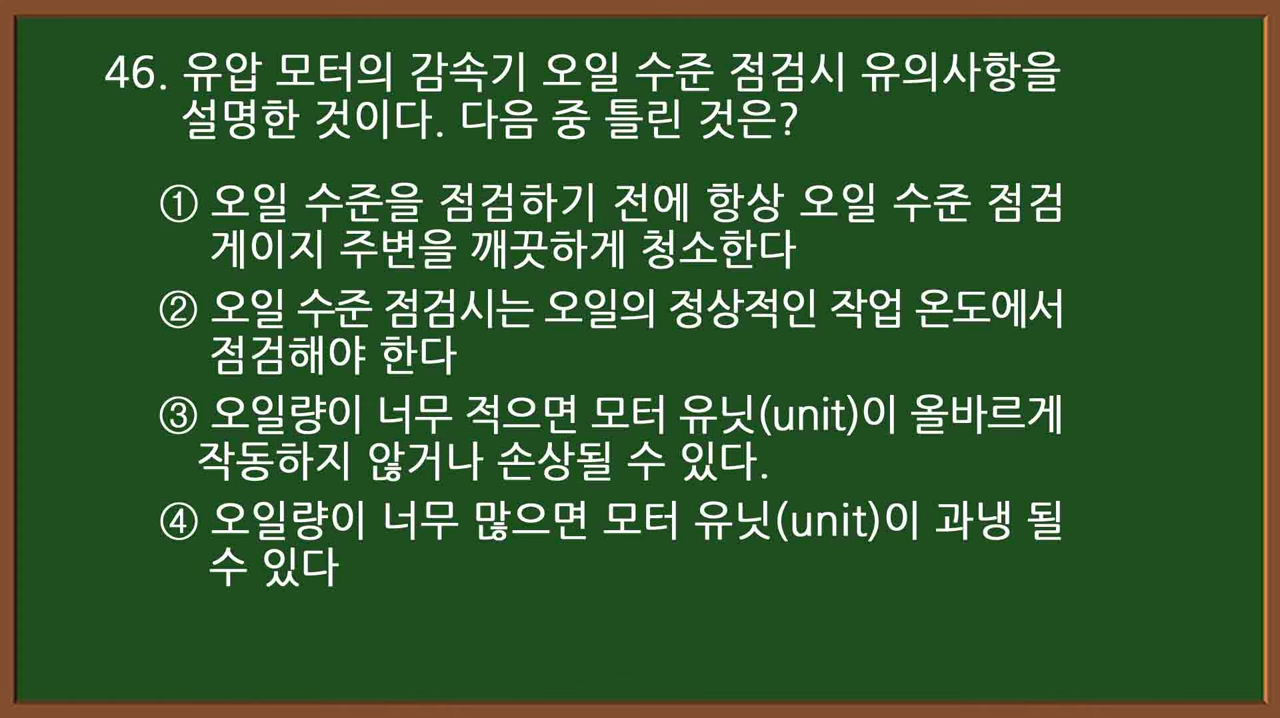 46. 유압 모터의 감속기 오일 수준 점검시 유의사항을
설명한 것이다. 다음 중 틀린 것은?
① 오일 수준을 점검하기 전에 항상 오일 수준 점검
게이지 주변을 깨끗하게 청소한다
② 오일 수준 점검시는 오일의 정상적인 작업 온도에서
점검해야 한다
③ 오일량이 너무 적으면 모터 유닛(unit)이 올바르게
작동하지 않거나 손상될 수 있다.
④ 오일량이 너무 많으면 모터 유닛(unit)이 과냉 될
수 있다